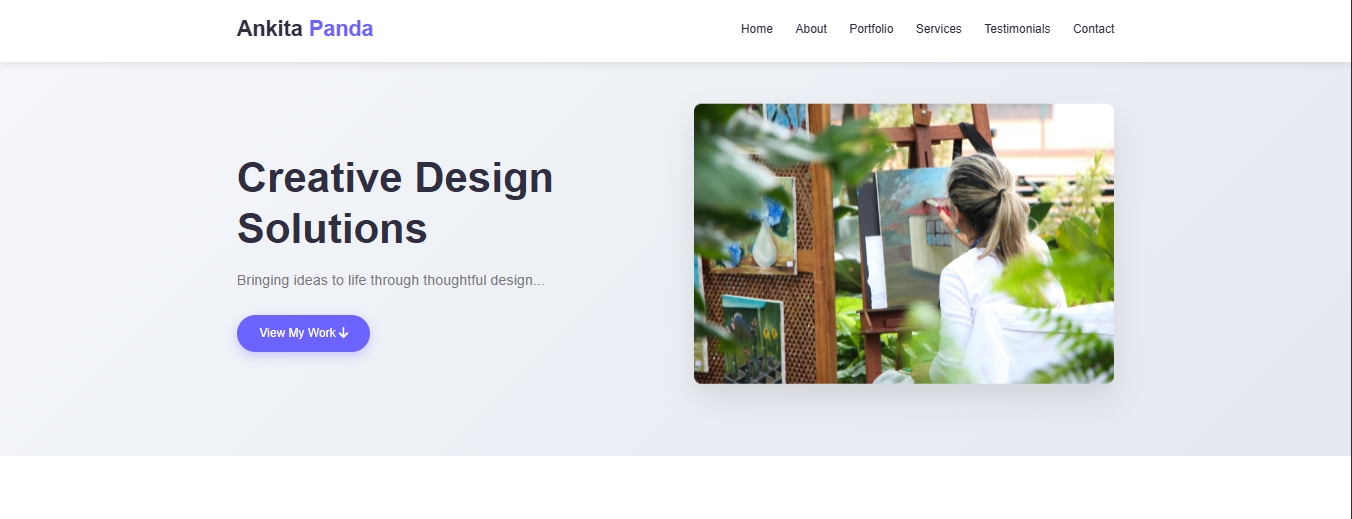 Ankita Panda
Home About Portfolio Services Testimonials Contact
Creative Design
Solutions
Bringing ideas to life through thoughtful design...
View My Work